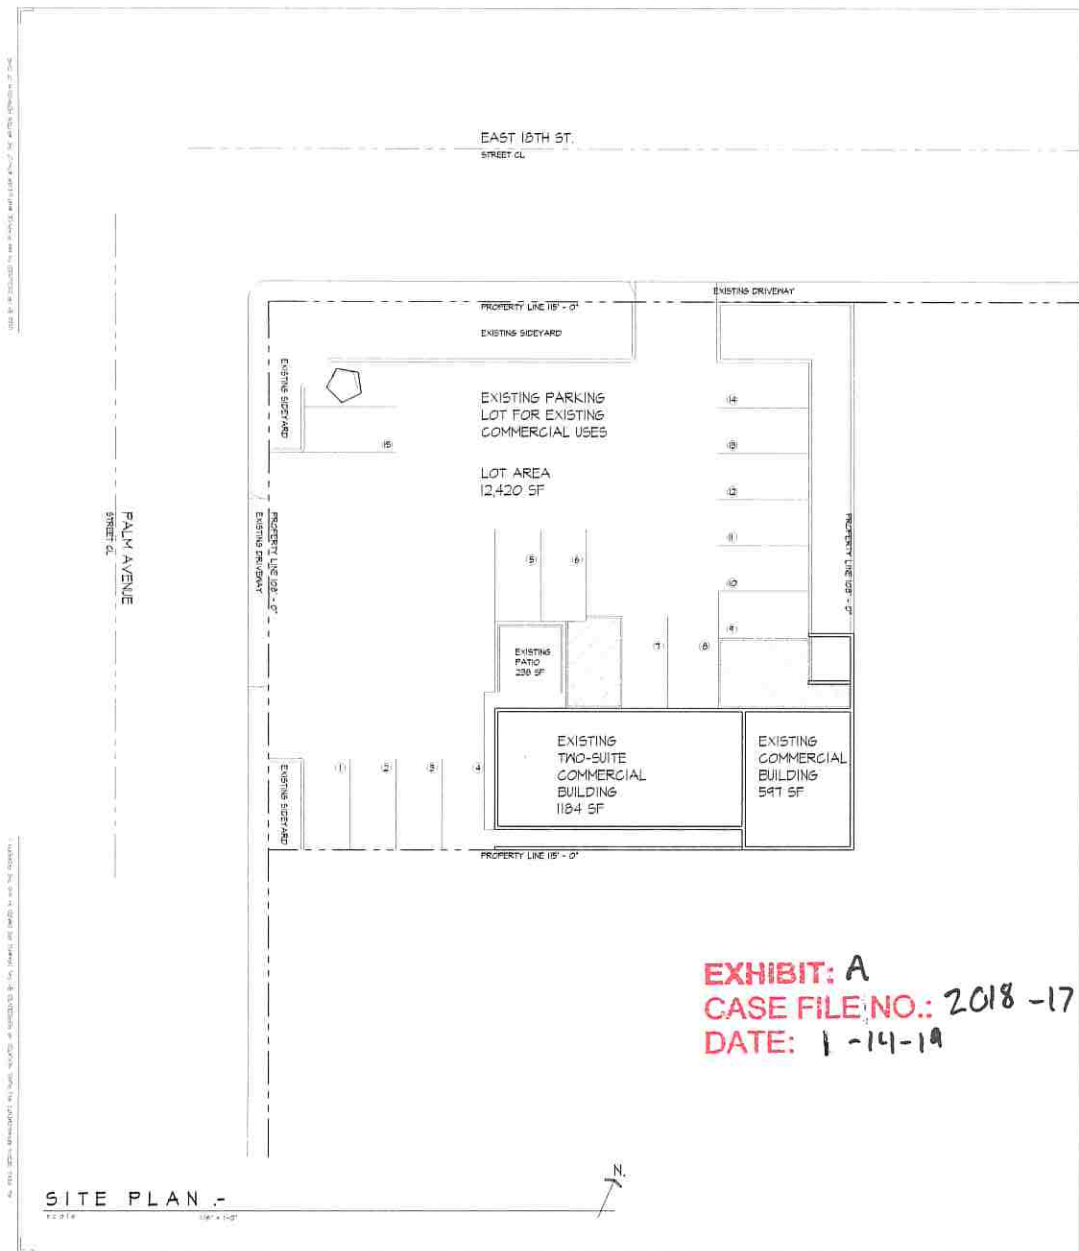 EAST 18TH ST.
STREET CL
EXISTING DRIVEWAY
PROPERTY LINE 115' - 0"
EXISTING SIDEYARD
EXISTING SIDEYARD
EXISTING PARKING
LOT FOR EXISTING
COMMERCIAL USES
LOT AREA
12,420 SF
14
15
13
12
11
10
9
5
6
7
8
PALM AVENUE
STREET CL
PROPERTY LINE 108' - 0"
EXISTING DRIVEWAY
PROPERTY LINE 108' - 0"
EXISTING
PATIO
238 SF
EXISTING
TWO-SUITE
COMMERCIAL
BUILDING
1184 SF
EXISTING
COMMERCIAL
BUILDING
597 SF
1
2
3
4
EXISTING SIDEYARD
PROPERTY LINE 115' - 0"
EXHIBIT: A
CASE FILE NO.: 2018 -17
DATE: 1 -14-19
N.
SITE PLAN .-
scale